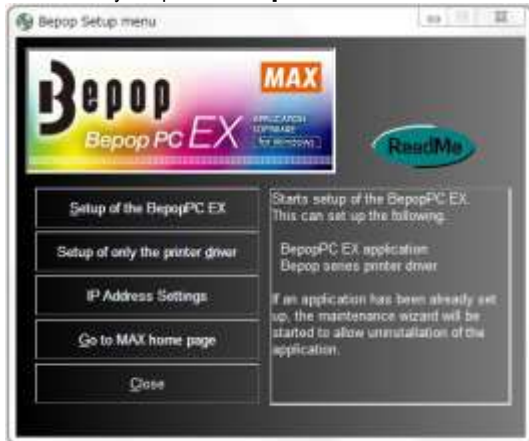 Bepop Setup menu
Bepop
MAX
Bepop PC EX
APPLICATION
SOFTWARE
for Windows
ReadMe
Setup of the BepopPC EX
Setup of only the printer driver
IP Address Settings
Go to MAX home page
Close
Starts setup of the BepopPC EX.
This can set up the following.
BepopPC EX application
Bepop series printer driver
If an application has been already set
up, the maintenance wizard will be
started to allow uninstallation of the
application.